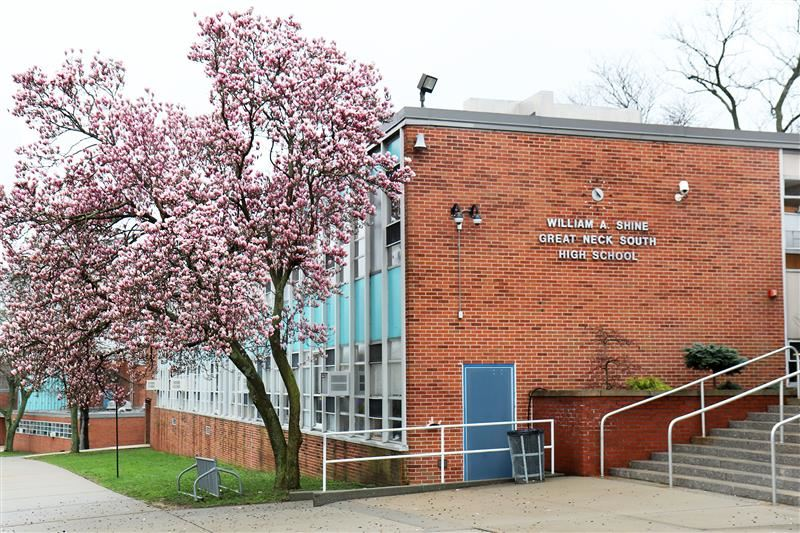 WILLIAM A. SHINE
GREAT NECK SOUTH
HIGH SCHOOL